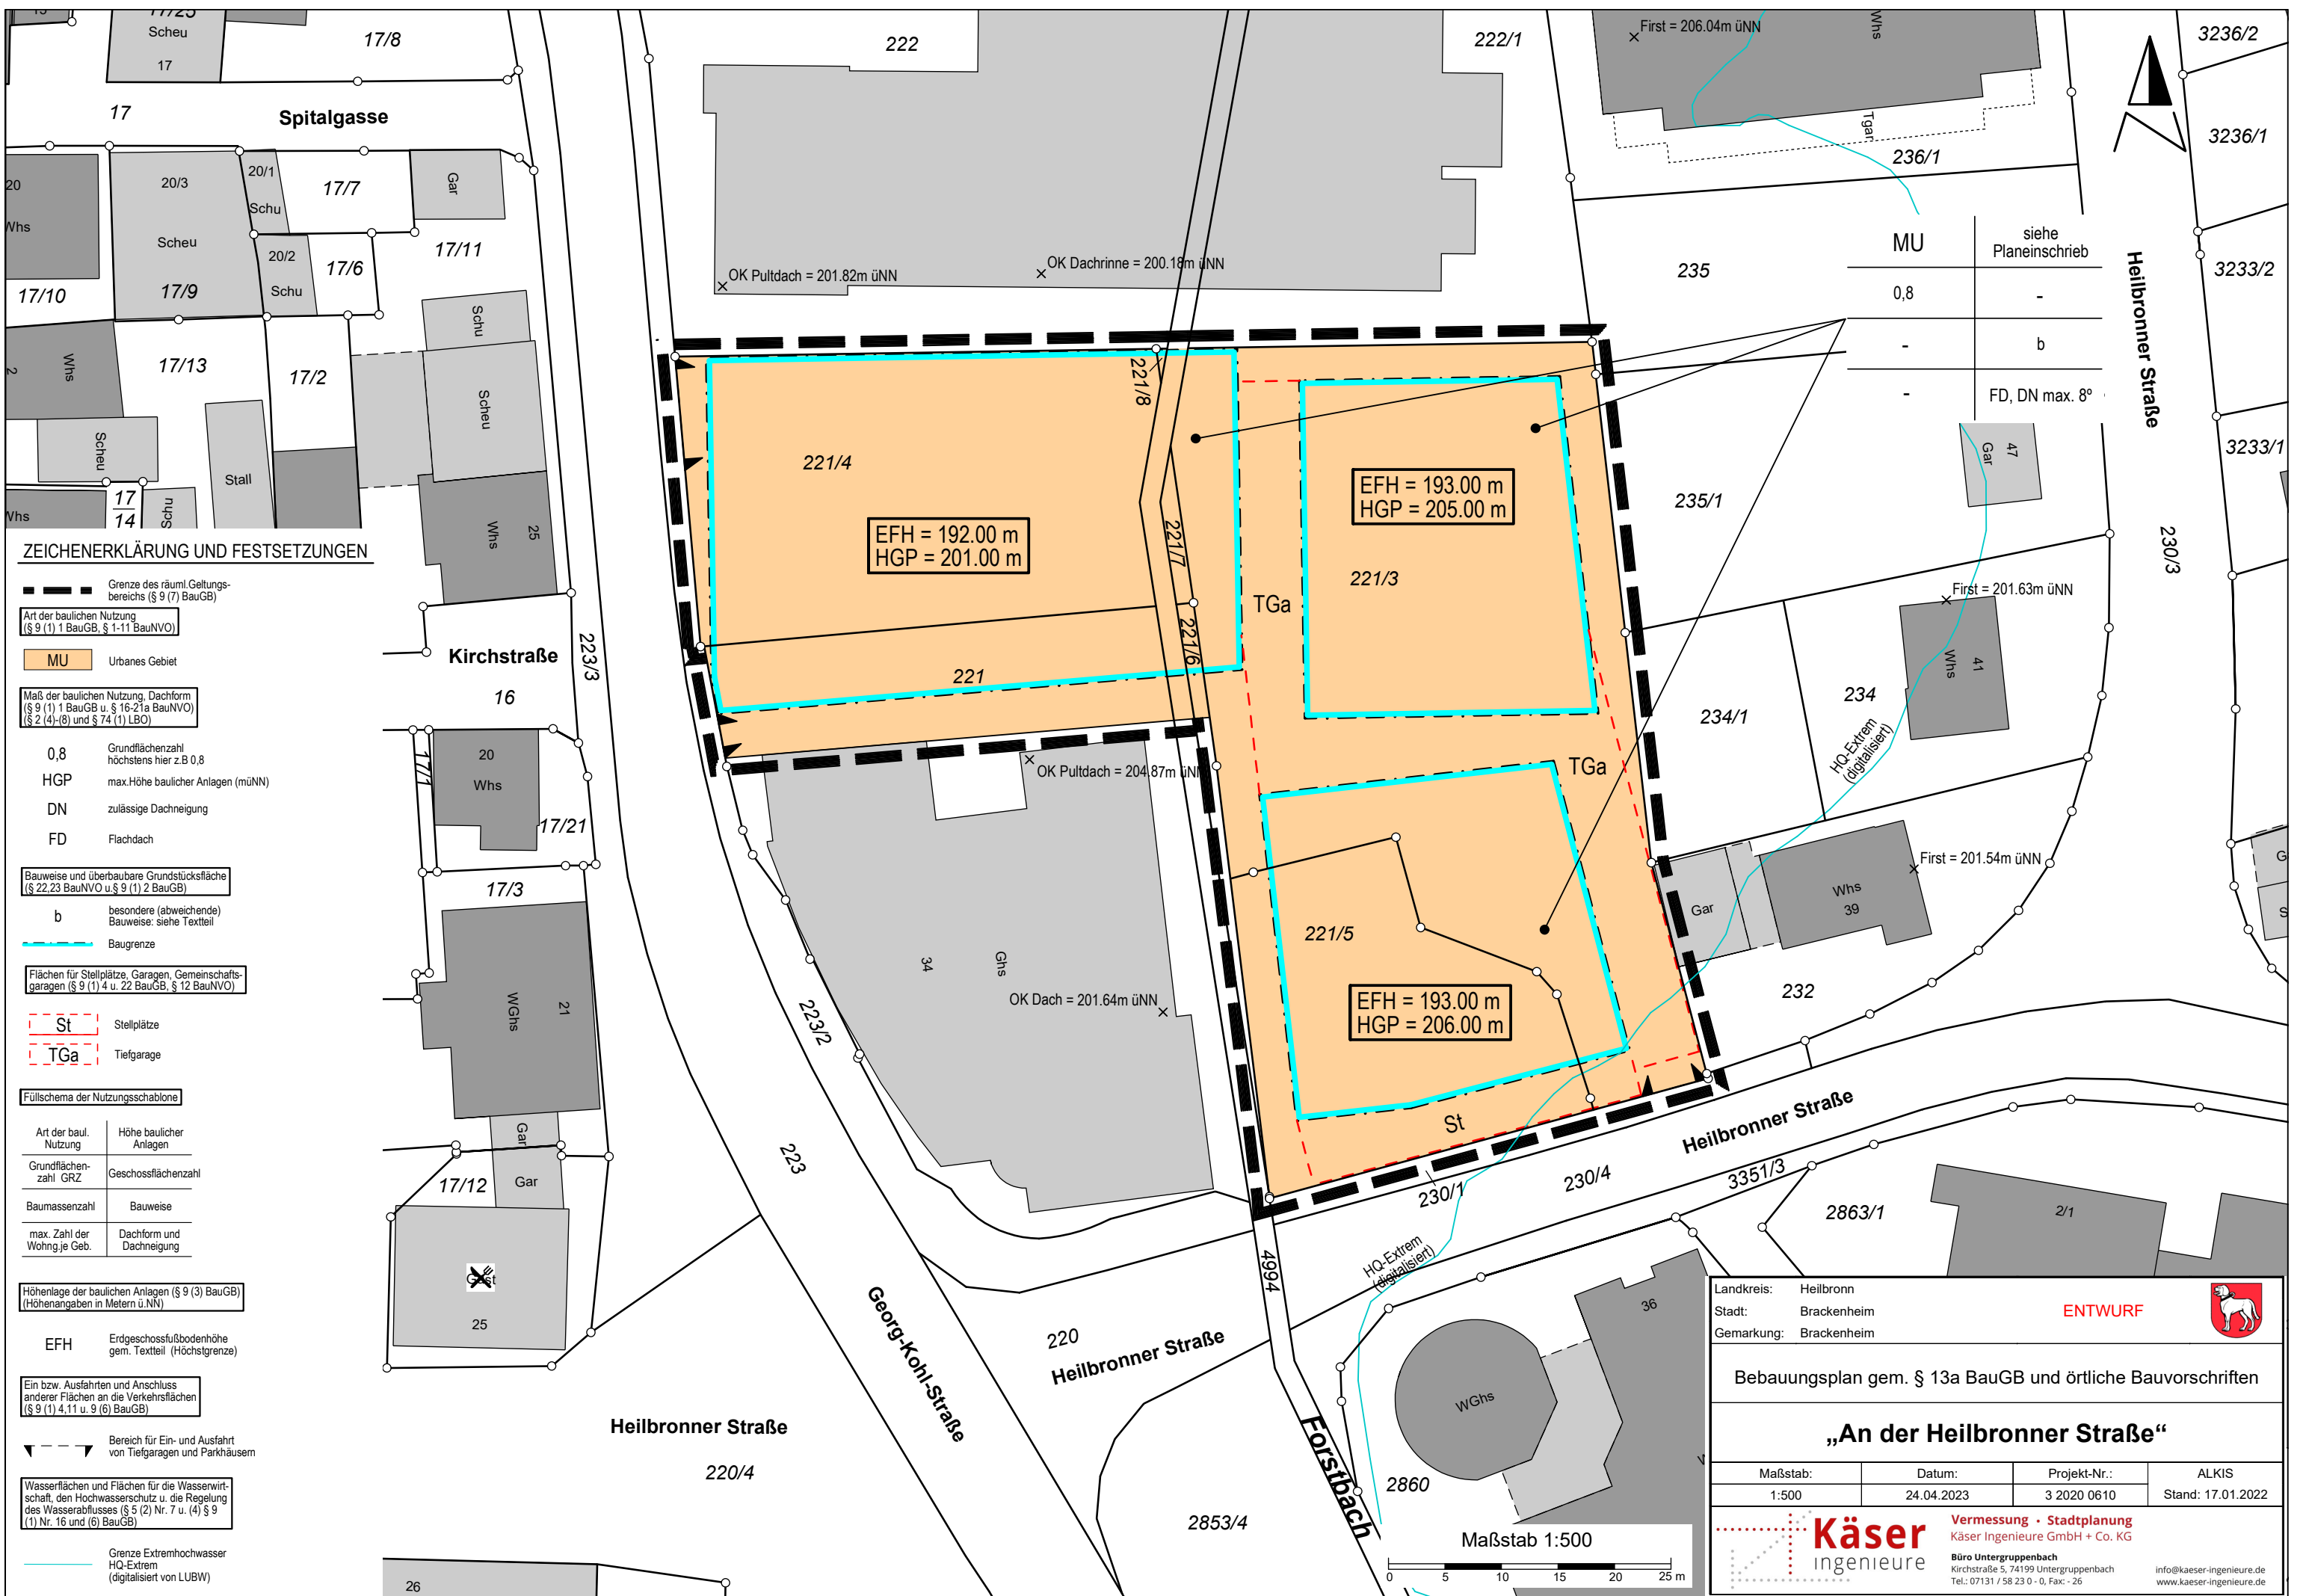 17/25
Scheu
17
17/8
17
Spitalgasse
20
Whs
20/3
Scheu
17/9
20/1
Schu
17/7
Gar
20/2
Schu
17/6
17/11
17/10
2
Whs
17/13
17/2
Schu
Scheu
Scheu
Stall
Whs
17
14
Schu
Whs
25
222
222/1
First = 206.04m üNN
Whs
Tgar
236/1
3236/2
3236/1
3233/2
3233/1
OK Pultdach = 201.82m üNN
OK Dachrinne = 200.18m üNN
235
MU
siehe
Planeinschrieb
0,8
-
-
b
-
FD, DN max. 8º
Heilbronner Straße
230/3
221/8
221/4
EFH = 192.00 m
HGP = 201.00 m
221/7
221/6
221
EFH = 193.00 m
HGP = 205.00 m
221/3
TGa
TGa
235/1
Gar
47
First = 201.63m üNN
Whs
41
234
234/1
HQ-Extrem
(digitalisiert)
First = 201.54m üNN
Whs
39
Gar
232
OK Pultdach = 204.87m üNN
34
Ghs
OK Dach = 201.64m üNN
221/5
EFH = 193.00 m
HGP = 206.00 m
St
Kirchstraße
16
223/3
17/1
20
Whs
17/21
17/3
WGhs
21
Gar
Gar
17/12
Gast
25
223/2
223
230/1
230/4
Heilbronner Straße
3351/3
2863/1
2/1
HQ-Extrem
(digitalisiert)
4994
36
WGhs
220
Heilbronner Straße
Georg-Kohl-Straße
Forstbach
Heilbronner Straße
220/4
2853/4
2860
26
ZEICHENERKLÄRUNG UND FESTSETZUNGEN
Grenze des räuml.Geltungs-
bereichs (§ 9 (7) BauGB)
Art der baulichen Nutzung
(§ 9 (1) 1 BauGB, § 1-11 BauNVO)
MU
Urbanes Gebiet
Maß der baulichen Nutzung, Dachform
(§ 9 (1) 1 BauGB u. § 16-21a BauNVO)
(§ 2 (4)-(8) und § 74 (1) LBO)
0,8
Grundflächenzahl
höchstens hier z.B 0,8
HGP
max.Höhe baulicher Anlagen (müNN)
DN
zulässige Dachneigung
FD
Flachdach
Bauweise und überbaubare Grundstücksfläche
(§ 22,23 BauNVO u.§ 9 (1) 2 BauGB)
b
besondere (abweichende)
Bauweise: siehe Textteil
Baugrenze
Flächen für Stellplätze, Garagen, Gemeinschafts-
garagen (§ 9 (1) 4 u. 22 BauGB, § 12 BauNVO)
St
Stellplätze
TGa
Tiefgarage
Füllschema der Nutzungsschablone
Art der baul.
Nutzung
Höhe baulicher
Anlagen
Grundflächen-
zahl GRZ
Geschossflächenzahl
Baumassenzahl
Bauweise
max. Zahl der
Wohng.je Geb.
Dachform und
Dachneigung
Höhenlage der baulichen Anlagen (§ 9 (3) BauGB)
(Höhenangaben in Metern ü.NN)
EFH
Erdgeschossfußbodenhöhe
gem. Textteil (Höchstgrenze)
Ein bzw. Ausfahrten und Anschluss
anderer Flächen an die Verkehrsflächen
(§ 9 (1) 4,11 u. 9 (6) BauGB)
Bereich für Ein- und Ausfahrt
von Tiefgaragen und Parkhäusern
Wasserflächen und Flächen für die Wasserwirt-
schaft, den Hochwasserschutz u. die Regelung
des Wasserabflusses (§ 5 (2) Nr. 7 u. (4) § 9
(1) Nr. 16 und (6) BauGB)
Grenze Extremhochwasser
HQ-Extrem
(digitalisiert von LUBW)
Maßstab 1:500
0 5 10 15 20 25 m
Landkreis: Heilbronn
Stadt: Brackenheim
Gemarkung: Brackenheim
ENTWURF
Bebauungsplan gem. § 13a BauGB und örtliche Bauvorschriften
„An der Heilbronner Straße“
Maßstab:
1:500
Datum:
24.04.2023
Projekt-Nr.:
3 2020 0610
ALKIS
Stand: 17.01.2022
Käser
ingenieure
Vermessung • Stadtplanung
Käser Ingenieure GmbH + Co. KG
Büro Untergruppenbach
Kirchstraße 5, 74199 Untergruppenbach
Tel.: 07131 / 58 23 0 - 0, Fax: - 26
info@kaeser-ingenieure.de
www.kaeser-ingenieure.de